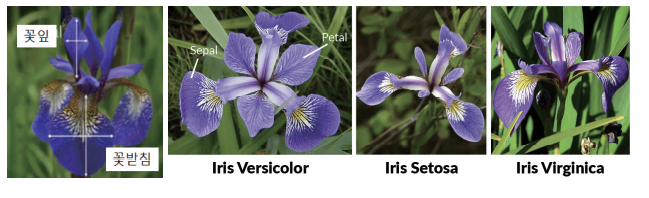 꽃잎
꽃받침
Sepal
Petal
Iris Versicolor
Iris Setosa
Iris Virginica